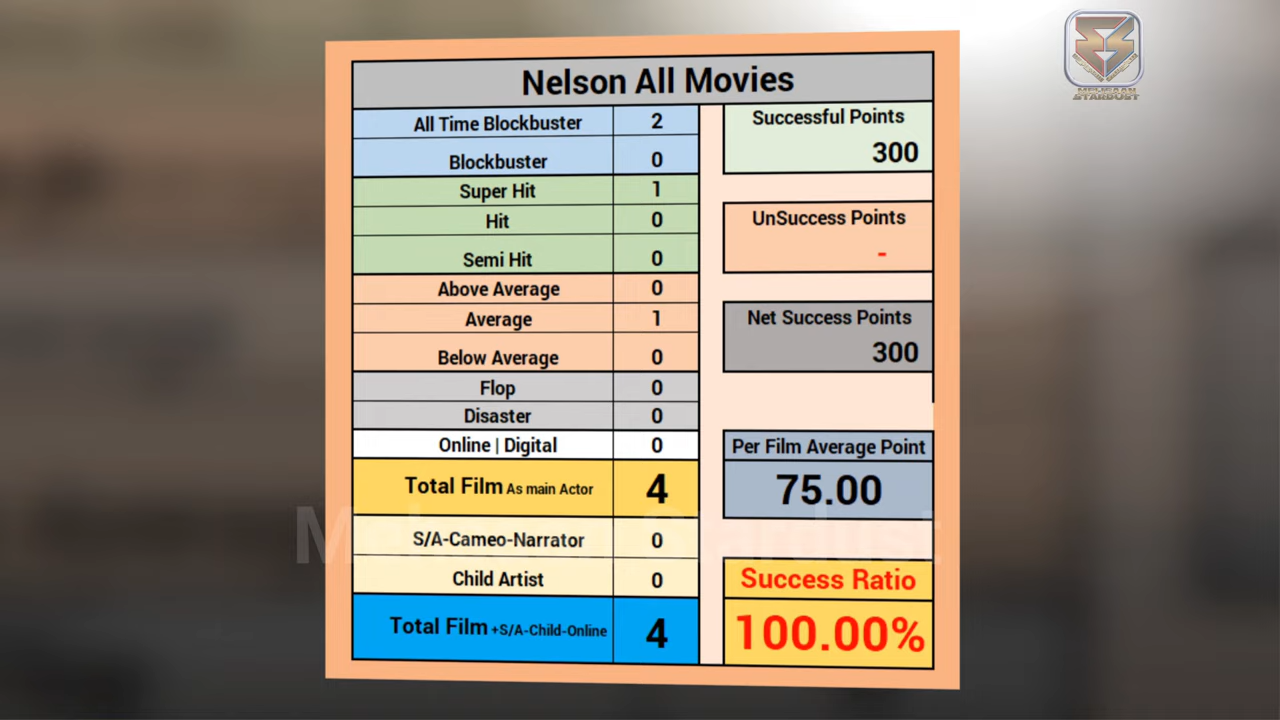 Nelson All Movies
All Time Blockbuster 2
Blockbuster 0
Super Hit 1
Hit 0
Semi Hit 0
Above Average 0
Average 1
Below Average 0
Flop 0
Disaster 0
Online | Digital 0
Total Film As main Actor 4
S/A-Cameo-Narrator 0
Child Artist 0
Total Film +S/A-Child-Online 4
Successful Points
300
UnSuccess Points
-
Net Success Points
300
Per Film Average Point
75.00
Success Ratio
100.00%
STARDUST